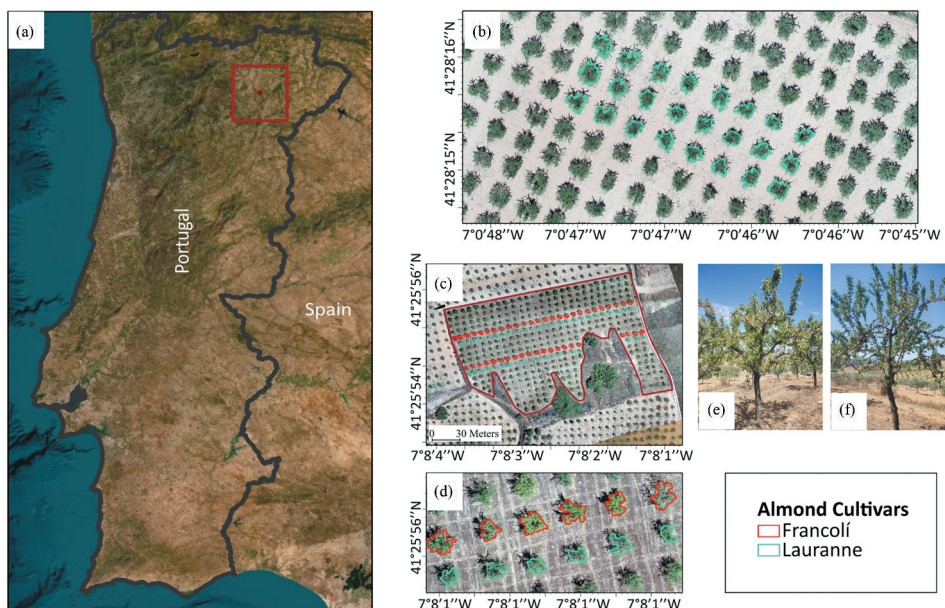 (a)
Portugal
Spain
(b)
41°28'16''N
41°28'15''N
7°0'48''W 7°0'47''W 7°0'47''W 7°0'46''W 7°0'46''W 7°0'45''W
(c)
41°25'56''N
41°25'54''N
0 30 Meters
7°8'4''W 7°8'3''W 7°8'2''W 7°8'1''W
(e)
(f)
(d)
41°25'56''N
7°8'1''W 7°8'1''W 7°8'1''W 7°8'1''W 7°8'8''W
Almond Cultivars
Francolí
Lauranne